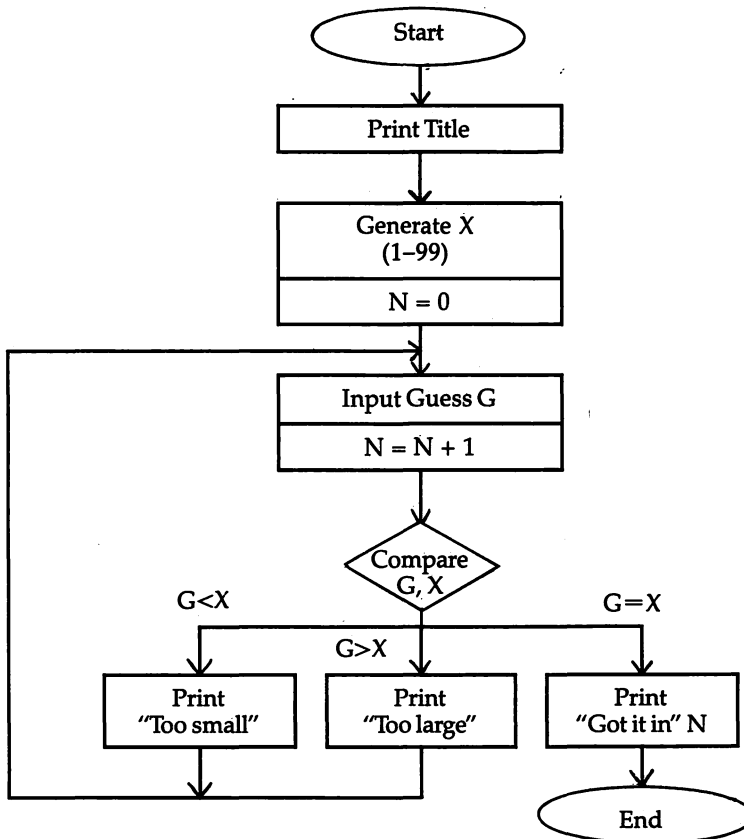 Start
Print Title
Generate X
(1–99)
N = 0
Input Guess G
N = N + 1
Compare
G, X
G<X
G>X
G=X
Print
“Too small”
Print
“Too large”
Print
“Got it in” N
End